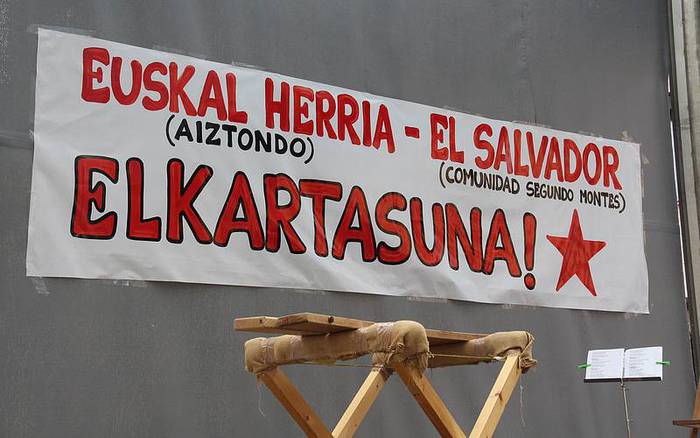 EUSKAL HERRIA - EL SALVADOR
(AIZTONDO) (COMUNIDAD SEGUNDO MONTES)
ELKARTASUNA!